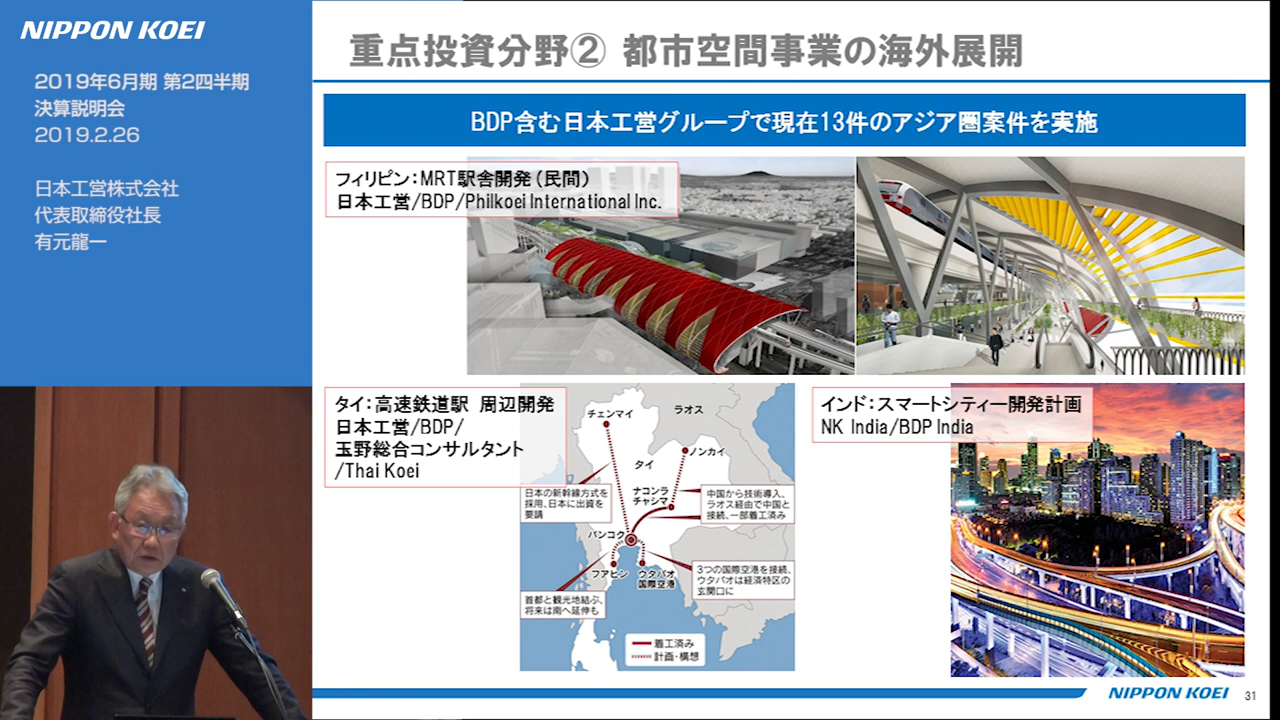 NIPPON KOEI
2019年6月期 第2四半期
決算説明会
2019.2.26
日本工営株式会社
代表取締役社長
有元龍一
重点投資分野② 都市空間事業の海外展開
BDP含む日本工営グループで現在13件のアジア圏案件を実施
フィリピン：MRT駅舎開発（民間）
日本工営/BDP/Philkoei International Inc.
タイ：高速鉄道駅 周辺開発
日本工営/BDP/
玉野総合コンサルタント
/Thai Koei
チェンマイ
ラオス
ノンカイ
タイ
ナコンラ
チャシマ
日本の新幹線方式を
採用、日本に出資を
要請
中国から技術導入、
ラオス経由で中国と
接続、一部着工済み
バンコク
フアヒン
ウタパオ
国際空港
3つの国際空港を接続、
ウタパオは経済特区の
玄関口に
首都と観光地結ぶ、
将来は南へ延伸も
着工済み
計画・構想
インド：スマートシティー開発計画
NK India/BDP India
NIPPON KOEI
31